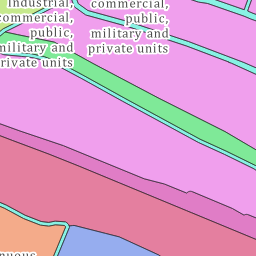 Industrial,
commercial,
public,
military and
private units
commercial,
public,
military and
private units